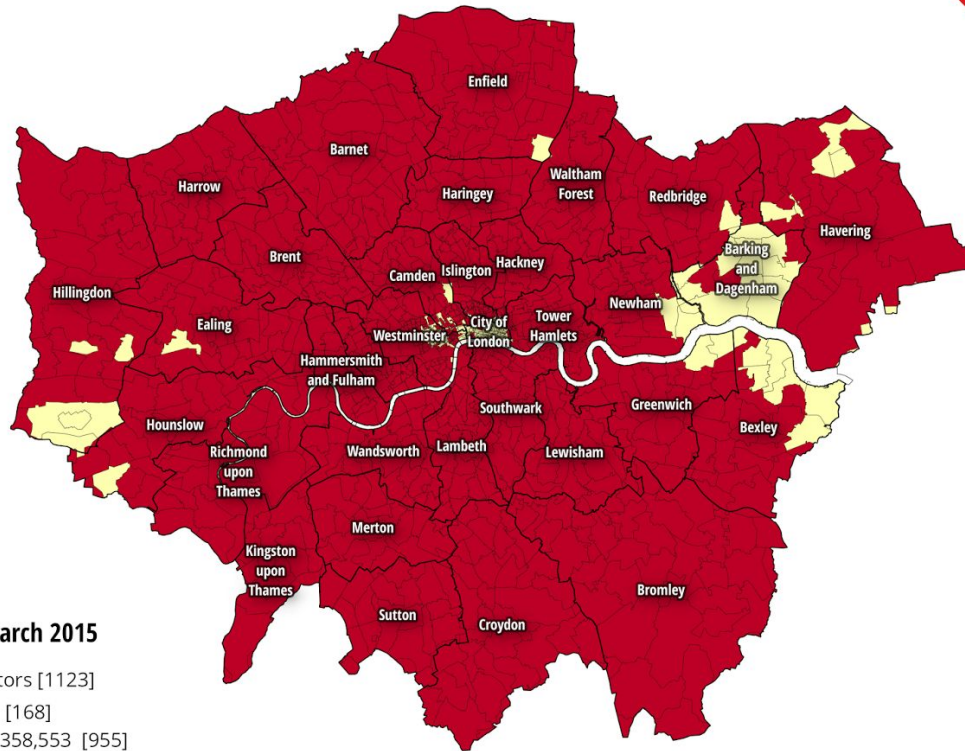 Enfield
Barnet
Waltham
Forest
Harrow
Haringey
Redbridge
Havering
Brent
Camden
Islington
Hackney
Barking
and
Dagenham
Hillingdon
Newham
Ealing
Westminster
City of
London
Tower
Hamlets
Hammersmith
and Fulham
Hounslow
Southwark
Greenwich
Bexley
Richmond
upon
Thames
Wandsworth
Lambeth
Lewisham
Merton
Kingston
upon
Thames
Bromley
Sutton
Croydon
arch 2015
tors [1123]
[168]
358,553 [955]